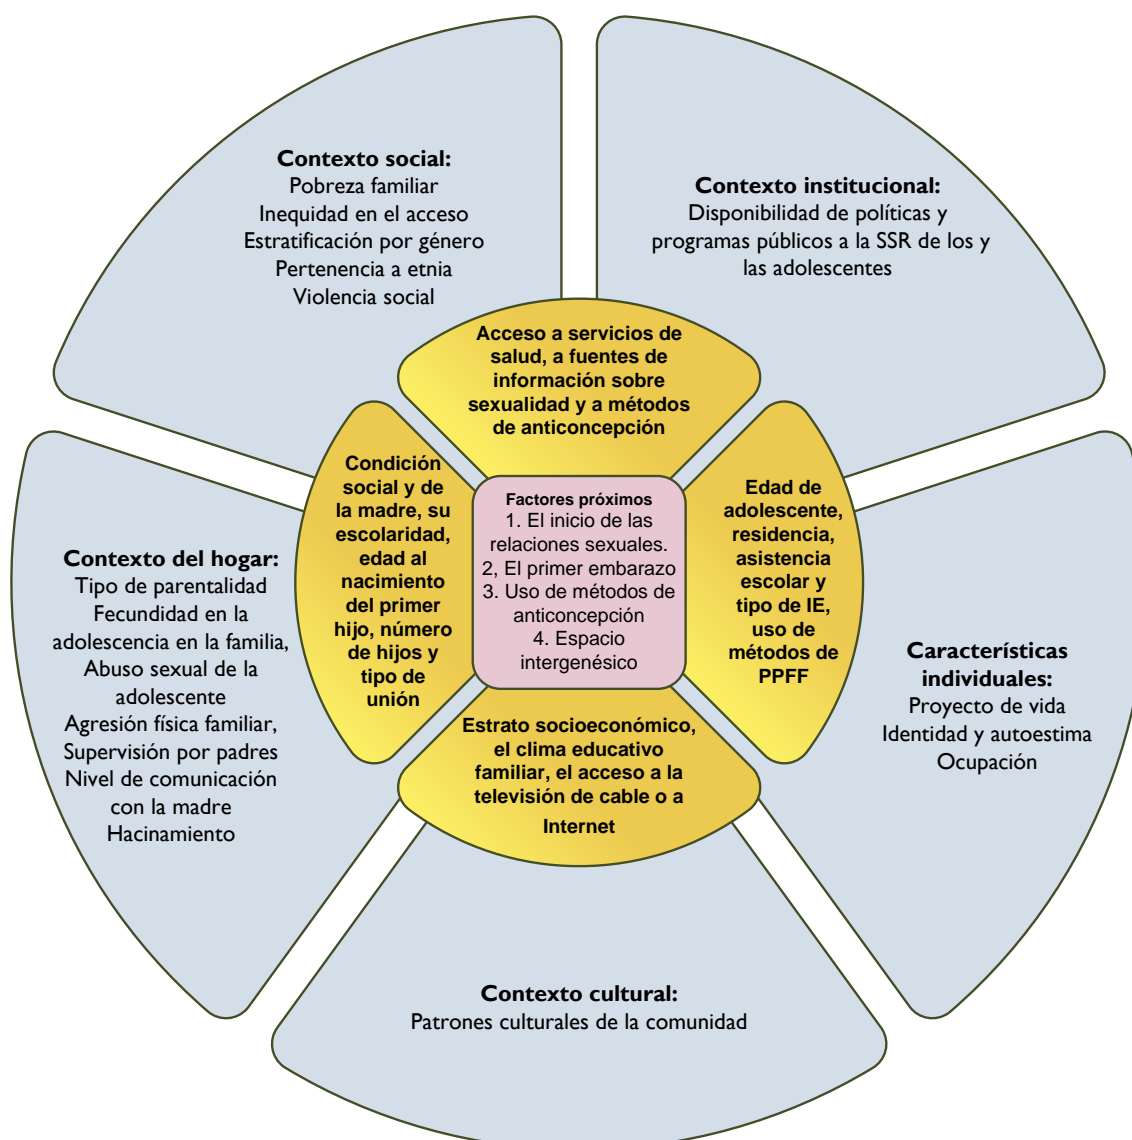 Contexto social:
Pobreza familiar
Inequidad en el acceso
Estratificación por género
Pertenencia a etnia
Violencia social
Contexto institucional:
Disponibilidad de políticas y
programas públicos a la SSR de los y
las adolescentes
Acceso a servicios de
salud, a fuentes de
información sobre
sexualidad y a métodos
de anticoncepción
Condición
social y de
la madre, su
escolaridad,
edad al
nacimiento
del primer
hijo, número
de hijos y
tipo de
unión
Factores próximos
1. El inicio de las
relaciones sexuales.
2, El primer embarazo
3. Uso de métodos de
anticoncepción
4. Espacio
intergenésico
Edad de
adolescente,
residencia,
asistencia
escolar y
tipo de IE,
uso de
métodos de
PPFF
Contexto del hogar:
Tipo de parentalidad
Fecundidad en la
adolescencia en la familia,
Abuso sexual de la
adolescente
Agresión física familiar,
Supervisión por padres
Nivel de comunicación
con la madre
Hacinamiento
Características
individuales:
Proyecto de vida
Identidad y autoestima
Ocupación
Estrato socioeconómico,
el clima educativo
familiar, el acceso a la
televisión de cable o a
Internet
Contexto cultural:
Patrones culturales de la comunidad